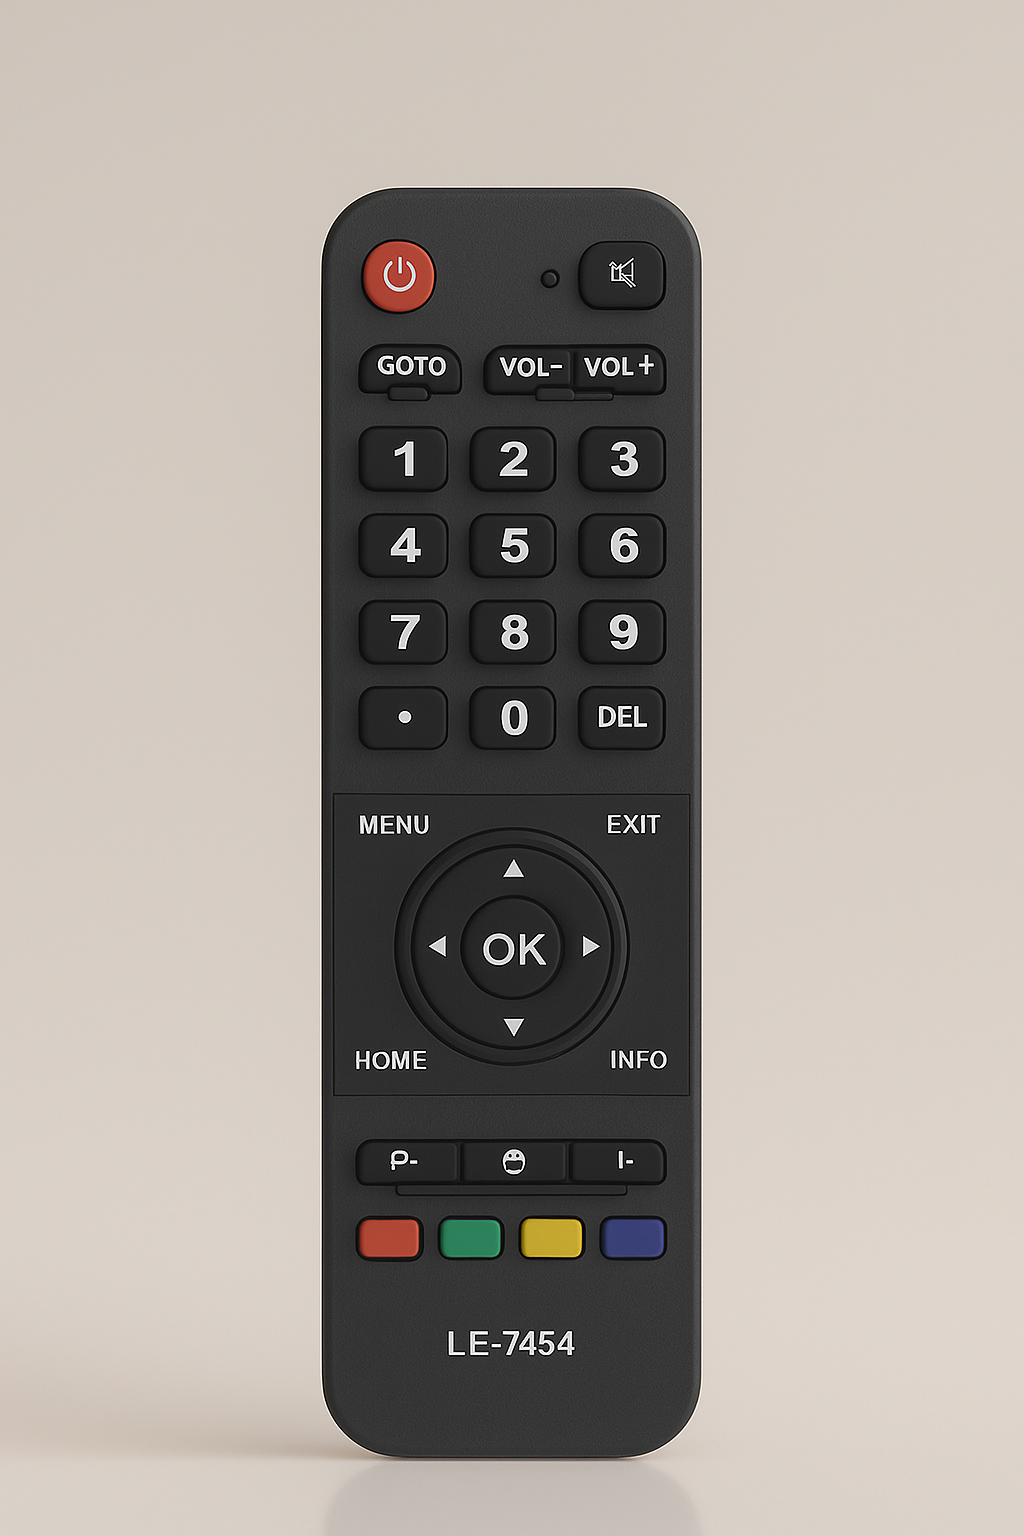 GOTO VOL- VOL+
1 2 3
4 5 6
7 8 9
• 0 DEL
MENU EXIT
OK
HOME INFO
P- I-
LE-7454